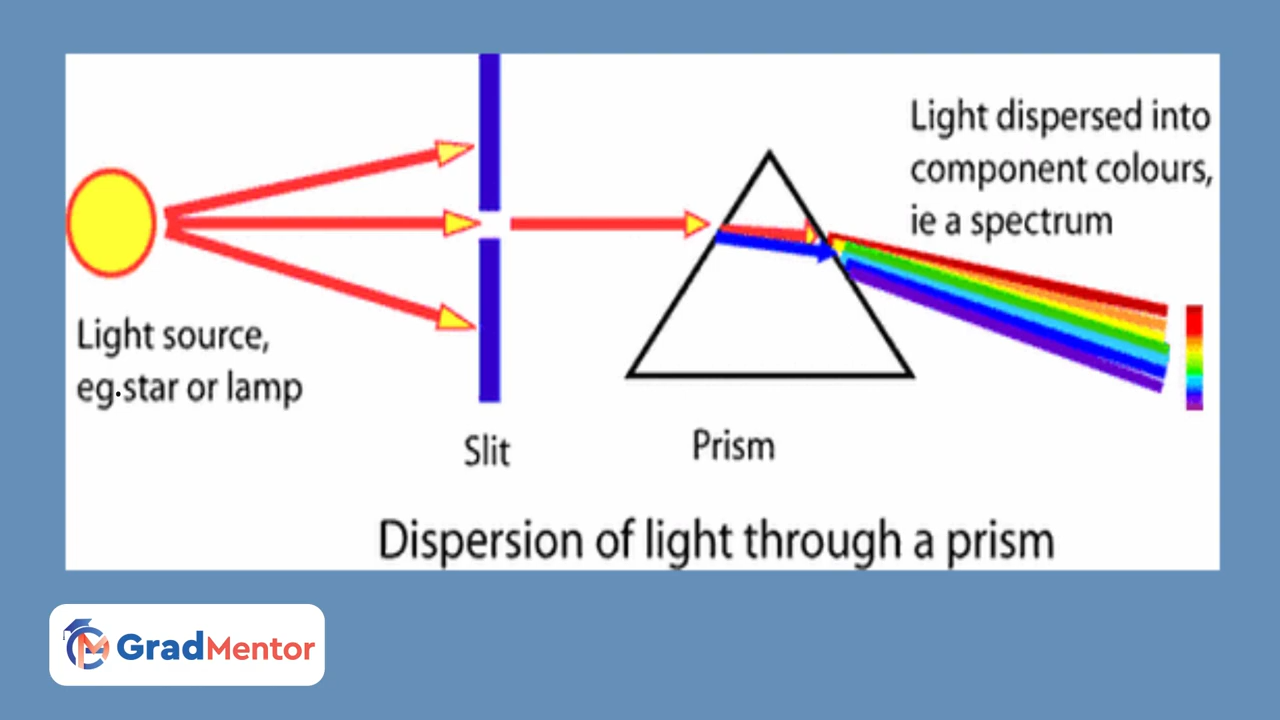 Light dispersed into
component colours,
ie a spectrum
Light source,
eg.star or lamp
Slit
Prism
Dispersion of light through a prism
GradMentor